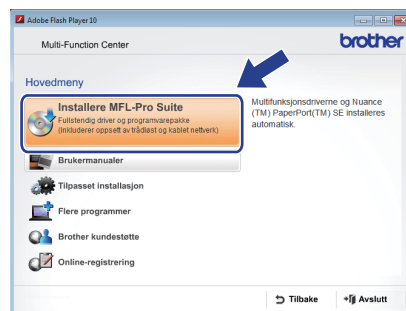 Adobe Flash Player 10
Multi-Function Center
brother
Hovedmeny
Installere MFL-Pro Suite
Fullstendig driver og programvarepakke
(Inkluderer oppsett av trådløst og kablet nettverk)
Multifunksjonsdriverne og Nuance
(TM) PaperPort(TM) SE installeres
automatisk.
Brukermanualer
Tilpasset installasjon
Flere programmer
Brother kundestøtte
Online-registrering
Tilbake
Avslutt